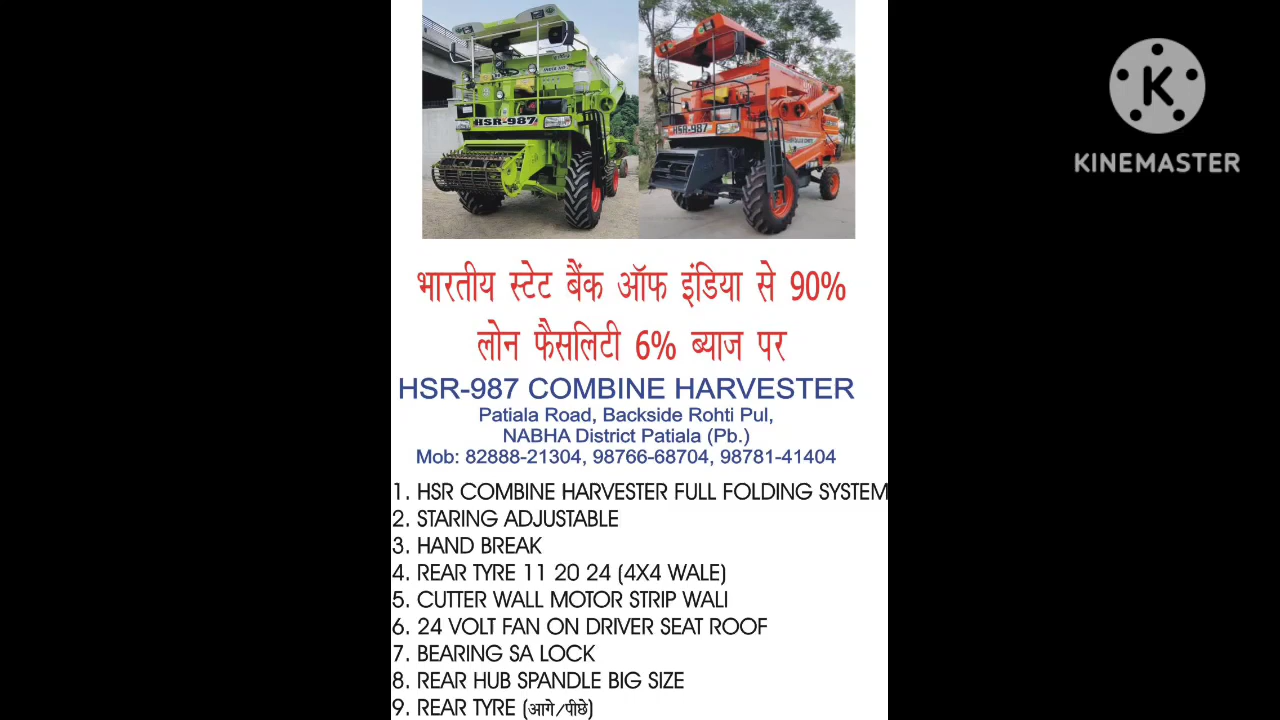 HSR-987
HSR-987
K
KINEMASTER
भारतीय स्टेट बैंक ऑफ इंडिया से 90%
लोन फैसलिटी 6% ब्याज पर
HSR-987 COMBINE HARVESTER
Patiala Road, Backside Rohti Pul,
NABHA District Patiala (Pb.)
Mob: 82888-21304, 98766-68704, 98781-41404
1. HSR COMBINE HARVESTER FULL FOLDING SYSTEM
2. STARING ADJUSTABLE
3. HAND BREAK
4. REAR TYRE 11 20 24 (4X4 WALE)
5. CUTTER WALL MOTOR STRIP WALI
6. 24 VOLT FAN ON DRIVER SEAT ROOF
7. BEARING SA LOCK
8. REAR HUB SPANDLE BIG SIZE
9. REAR TYRE (आगे/पीछे)